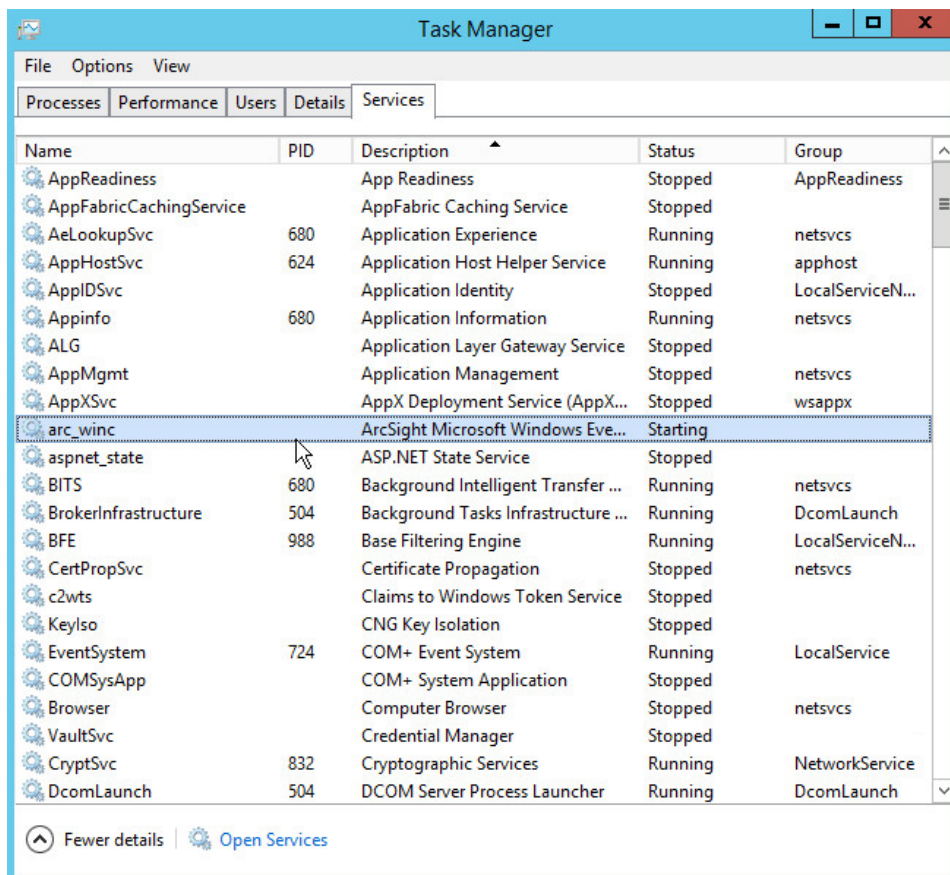 Task Manager
File Options View
Processes Performance Users Details Services
Name PID Description Status Group
AppReadiness App Readiness Stopped AppReadiness
AppFabricCachingService AppFabric Caching Service Stopped
AeLookupSvc 680 Application Experience Running netsvcs
AppHostSvc 624 Application Host Helper Service Running apphost
AppIDSvc Application Identity Stopped LocalServiceN...
Appinfo 680 Application Information Running netsvcs
ALG Application Layer Gateway Service Stopped
AppMgmt Application Management Stopped netsvcs
AppXSvc AppX Deployment Service (AppX... Stopped wsappx
arc_winc ArcSight Microsoft Windows Eve... Starting
aspnet_state ASP.NET State Service Stopped
BITS 680 Background Intelligent Transfer ... Running netsvcs
BrokerInfrastructure 504 Background Tasks Infrastructure ... Running DcomLaunch
BFE 988 Base Filtering Engine Running LocalServiceN...
CertPropSvc Certificate Propagation Stopped netsvcs
c2wts Claims to Windows Token Service Stopped
KeyIso CNG Key Isolation Stopped
EventSystem 724 COM+ Event System Running LocalService
COMSysApp COM+ System Application Stopped
Browser Computer Browser Stopped netsvcs
VaultSvc Credential Manager Stopped
CryptSvc 832 Cryptographic Services Running NetworkService
DcomLaunch 504 DCOM Server Process Launcher Running DcomLaunch
Fewer details Open Services